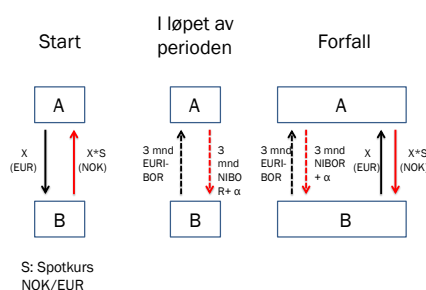 Start
I løpet av
perioden
Forfall
A
A
A
X
(EUR)
X*S
(NOK)
3 mnd
EURI-
BOR
3
mnd
NIBO
R+ α
3 mnd
EURI-
BOR
3 mnd
NIBOR
+ α
X
(EUR)
X*S
(NOK)
B
B
B
S: Spotkurs
NOK/EUR